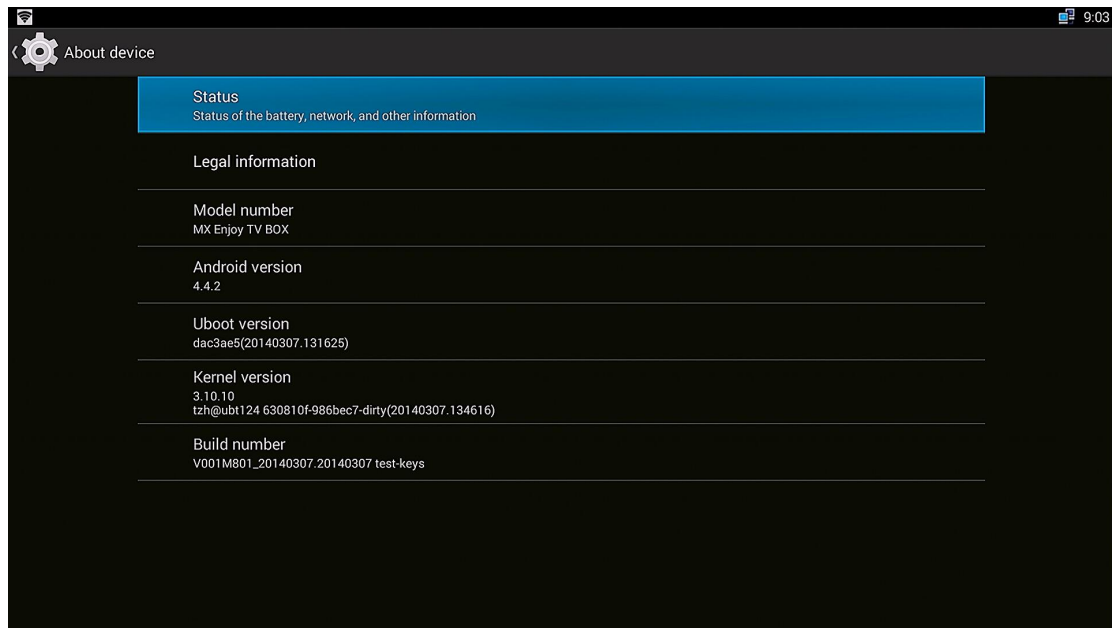 9:03
About device
Status
Status of the battery, network, and other information
Legal information
Model number
MX Enjoy TV BOX
Android version
4.4.2
Uboot version
dac3ae5(20140307.131625)
Kernel version
3.10.10
tzh@ubt124 630810f-986bec7-dirty(20140307.134616)
Build number
V001M801_20140307.20140307 test-keys